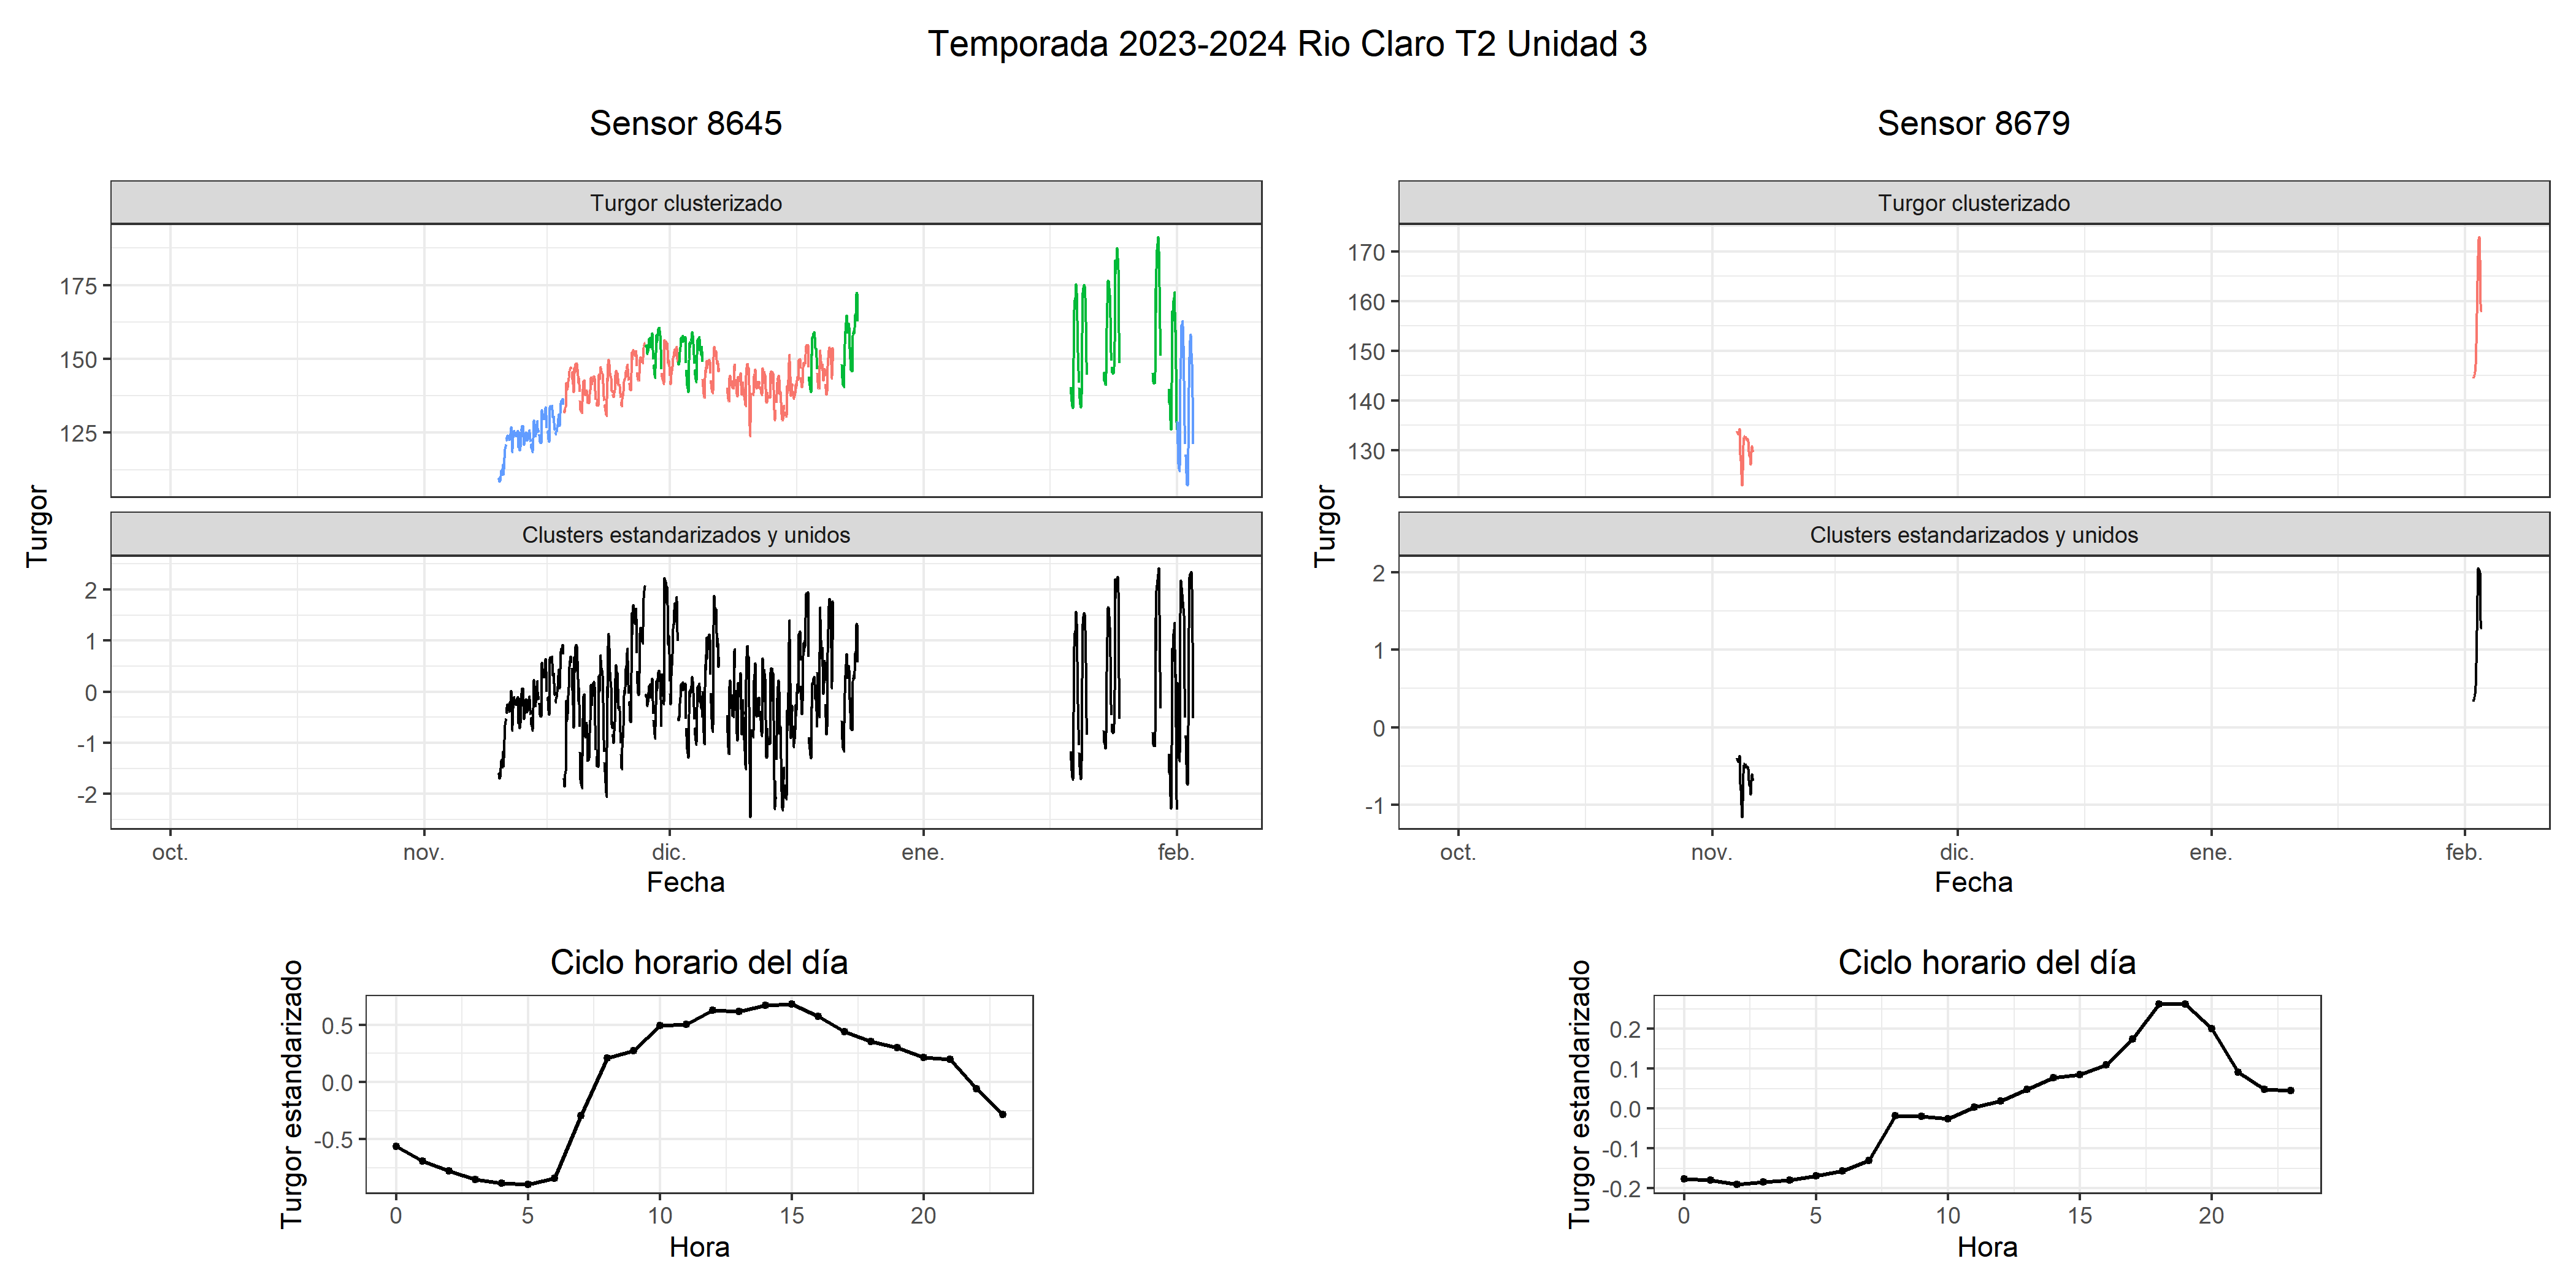 Temporada 2023-2024 Rio Claro T2 Unidad 3
Sensor 8645
Turgor clusterizado
175
150
125
Turgor
Clusters estandarizados y unidos
2
1
0
-1
-2
oct. nov. dic. ene. feb.
Fecha
Ciclo horario del día
Turgor estandarizado
0.5
0.0
-0.5
0 5 10 15 20
Hora
Sensor 8679
Turgor clusterizado
170
160
150
140
130
Turgor
Clusters estandarizados y unidos
2
1
0
-1
oct. nov. dic. ene. feb.
Fecha
Ciclo horario del día
Turgor estandarizado
0.2
0.1
0.0
-0.1
-0.2
0 5 10 15 20
Hora